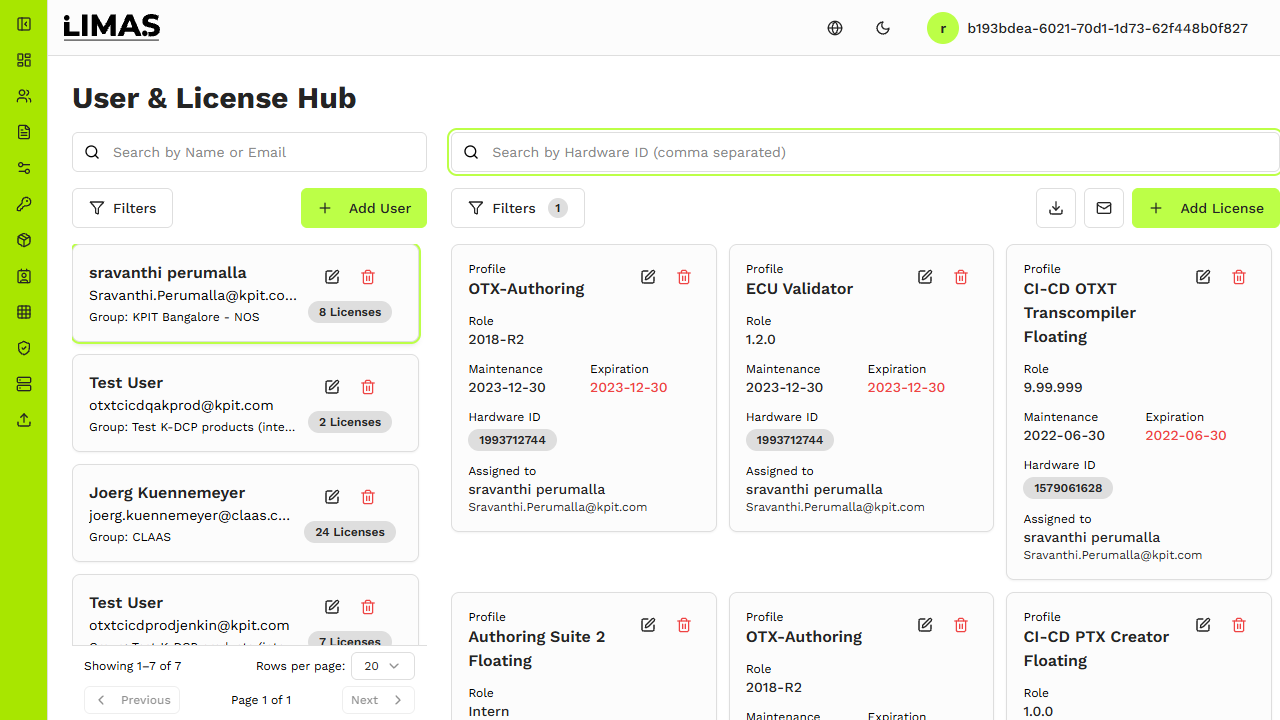 LIMAS
r
b193bdea-6021-70d1-1d73-62f448b0f827
User & License Hub
Search by Name or Email
Search by Hardware ID (comma separated)
Filters
Add User
Filters 1
Add License
sravanthi perumalla
Sravanthi.Perumalla@kpit.co...
Group: KPIT Bangalore - NOS
8 Licenses
Test User
otxtcicdqakprod@kpit.com
Group: Test K-DCP products (inte...
2 Licenses
Joerg Kuennemeyer
joerg.kuennemeyer@claas.c...
Group: CLAAS
24 Licenses
Test User
otxtcicdprodjenkin@kpit.com
Group: Test K-DCP products (inte...
7 Licenses
Showing 1–7 of 7
Rows per page: 20
Previous
Page 1 of 1
Next
Profile
OTX-Authoring
Role
2018-R2
Maintenance Expiration
2023-12-30 2023-12-30
Hardware ID
1993712744
Assigned to
sravanthi perumalla
Sravanthi.Perumalla@kpit.com
Profile
ECU Validator
Role
1.2.0
Maintenance Expiration
2023-12-30 2023-12-30
Hardware ID
1993712744
Assigned to
sravanthi perumalla
Sravanthi.Perumalla@kpit.com
Profile
CI-CD OTXT
Transcompiler
Floating
Role
9.99.999
Maintenance Expiration
2022-06-30 2022-06-30
Hardware ID
1579061628
Assigned to
sravanthi perumalla
Sravanthi.Perumalla@kpit.com
Profile
Authoring Suite 2
Floating
Role
Intern
Profile
OTX-Authoring
Role
2018-R2
Maintenance Expiration
Profile
CI-CD PTX Creator
Floating
Role
1.0.0